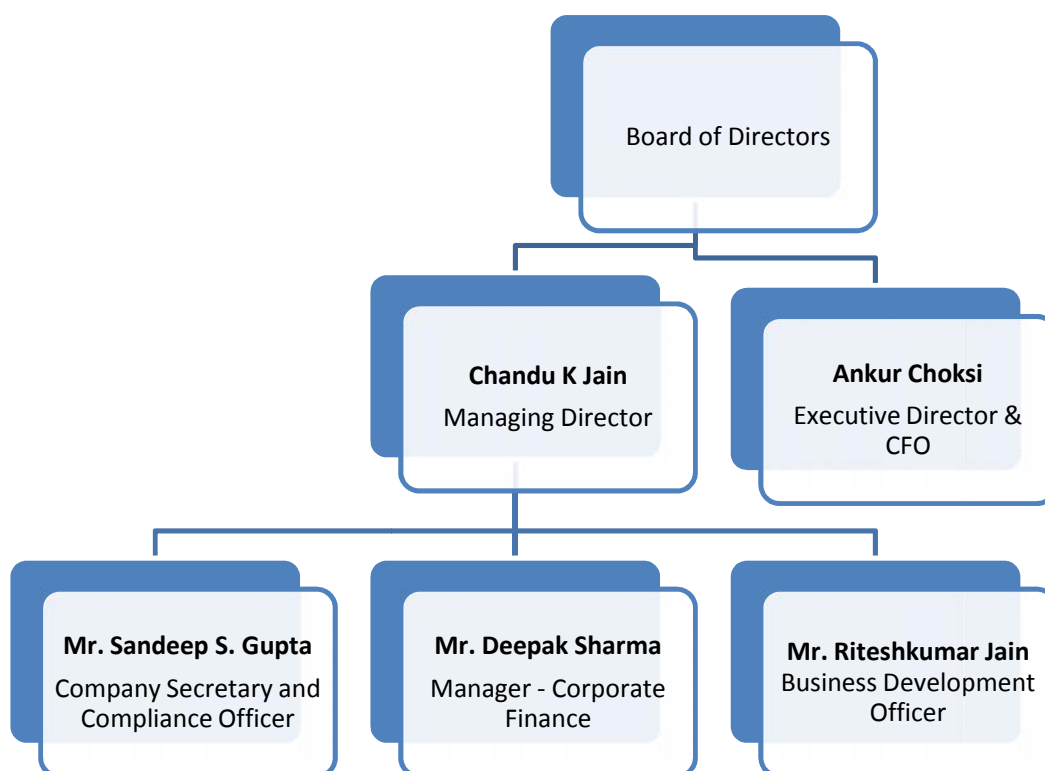 Board of Directors
Chandu K Jain
Managing Director
Ankur Choksi
Executive Director &
CFO
Mr. Sandeep S. Gupta
Company Secretary and
Compliance Officer
Mr. Deepak Sharma
Manager - Corporate
Finance
Mr. Riteshkumar Jain
Business Development
Officer